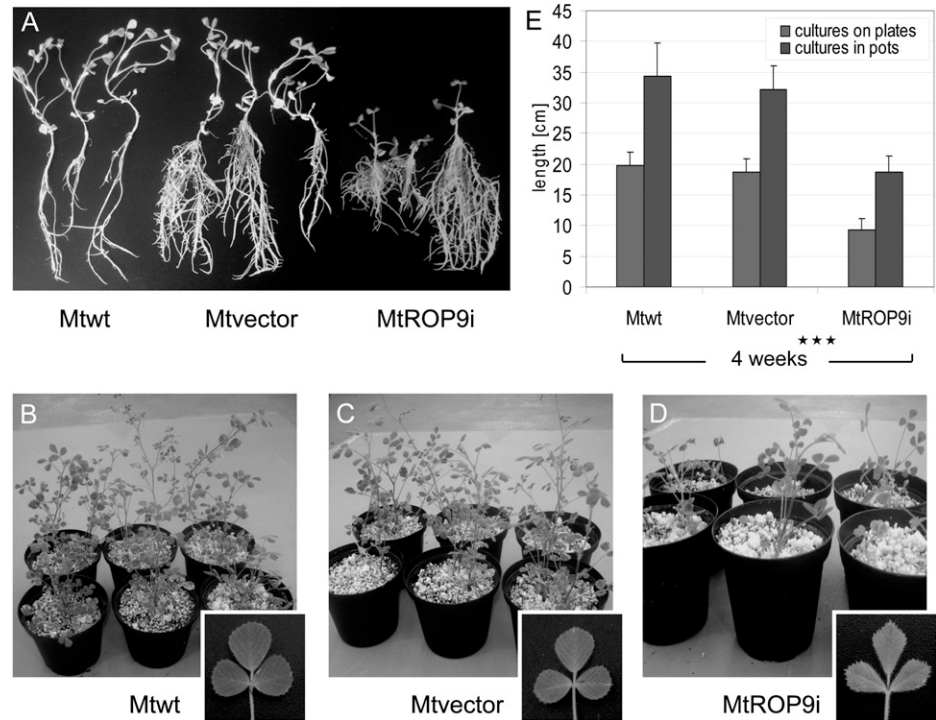 A
Mtwt Mtvector MtROP9i
E
cultures on plates
cultures in pots
length [cm]
45
40
35
30
25
20
15
10
5
0
Mtwt Mtvector MtROP9i
★★★
4 weeks
B
C
D
Mtwt Mtvector MtROP9i